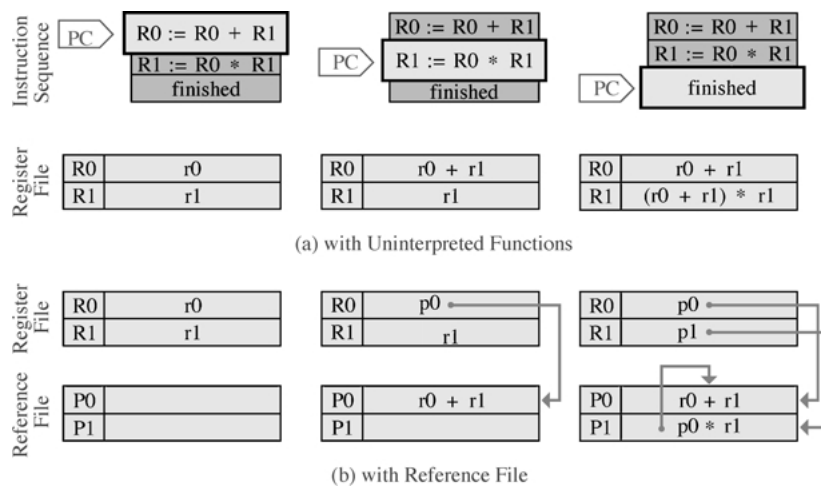 Instruction Sequence
PC
R0 := R0 + R1
R1 := R0 * R1
finished
R0 := R0 + R1
PC
R1 := R0 * R1
finished
R0 := R0 + R1
R1 := R0 * R1
PC
finished
Register File
R0 r0
R1 r1
R0 r0 + r1
R1 r1
R0 r0 + r1
R1 (r0 + r1) * r1
(a) with Uninterpreted Functions
Register File
R0 r0
R1 r1
R0 p0
R1 r1
R0 p0
R1 p1
Reference File
P0
P1
P0 r0 + r1
P1
P0 r0 + r1
P1 p0 * r1
(b) with Reference File